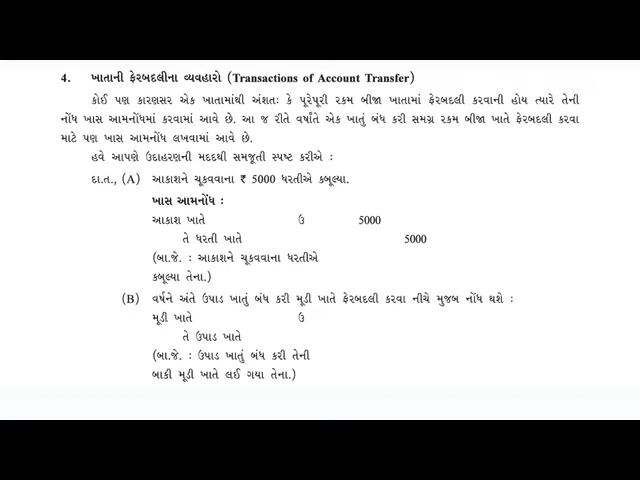 4. ખાતાની ફેરબદલીના વ્યવહારો (Transactions of Account Transfer)
કોઈ પણ કારણસર એક ખાતામાંથી અંશતઃ કે પૂરેપૂરી રકમ બીજા ખાતામાં ફેરબદલી કરવાની હોય ત્યારે તેની
નોંધ ખાસ આમનોંધમાં કરવામાં આવે છે. આ જ રીતે વર્ષાંતે એક ખાતું બંધ કરી સમગ્ર રકમ બીજા ખાતે ફેરબદલી કરવા
માટે પણ ખાસ આમનોંધ લખવામાં આવે છે.
હવે આપણે ઉદાહરણની મદદથી સમજૂતી સ્પષ્ટ કરીએ :
દા.ત., (A) આકાશને ચૂકવવાના ₹ 5000 ધરતીએ કબૂલ્યા.
ખાસ આમનોંધ :
આકાશ ખાતે ઉ 5000
તે ધરતી ખાતે 5000
(બા.જે. : આકાશને ચૂકવવાના ધરતીએ
કબૂલ્યા તેના.)
(B) વર્ષને અંતે ઉપાડ ખાતું બંધ કરી મૂડી ખાતે ફેરબદલી કરવા નીચે મુજબ નોંધ થશે :
મૂડી ખાતે ઉ
તે ઉપાડ ખાતે
(બા.જે. : ઉપાડ ખાતું બંધ કરી તેની
બાકી મૂડી ખાતે લઈ ગયા તેના.)